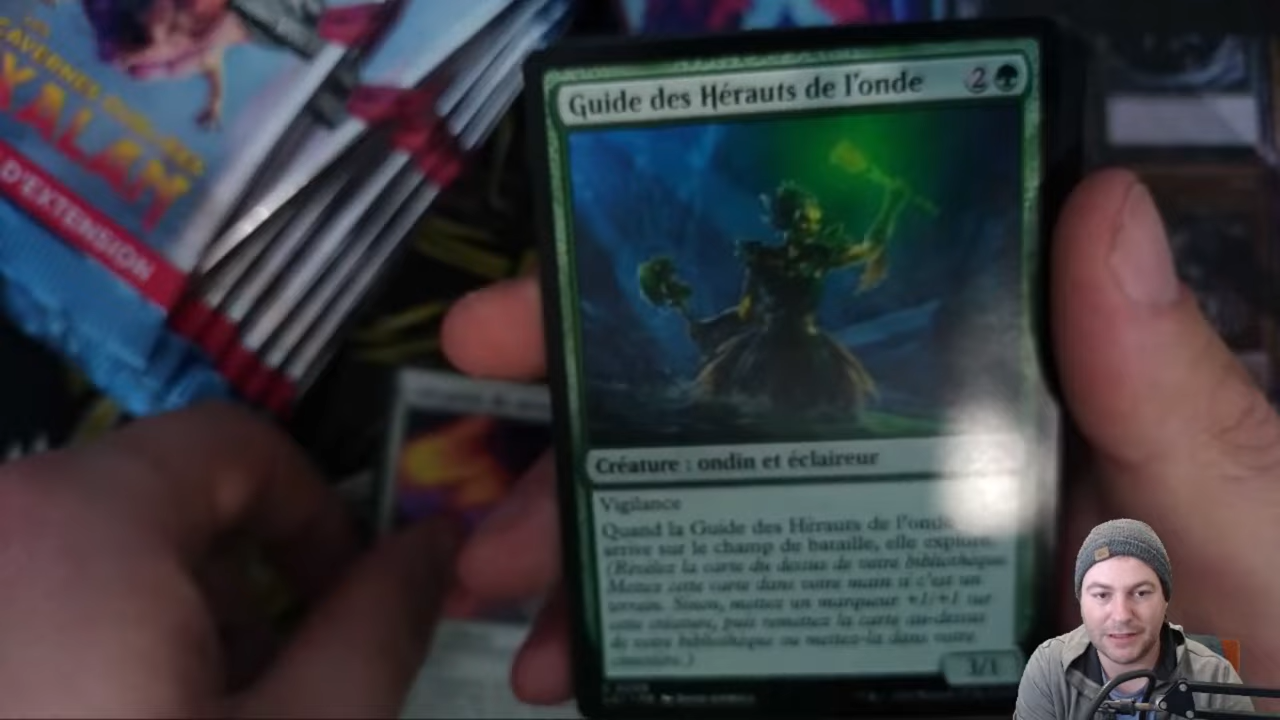 CAVERNES OUBLIÉES
XALAN
D'EXTENSION
Guide des Hérauts de l'onde 2
Créature : ondin et éclaireur
Vigilance
Quand la Guide des Hérauts de l'onde
arrive sur le champ de bataille, elle explore.
(Révélez la carte du dessus de votre bibliothèque.
Mettez cette carte dans votre main si c'est un
terrain. Sinon, mettez un marqueur +1/+1 sur
cette créature, puis remettez la carte au-dessus
de votre bibliothèque ou mettez-la dans votre
cimetière.)